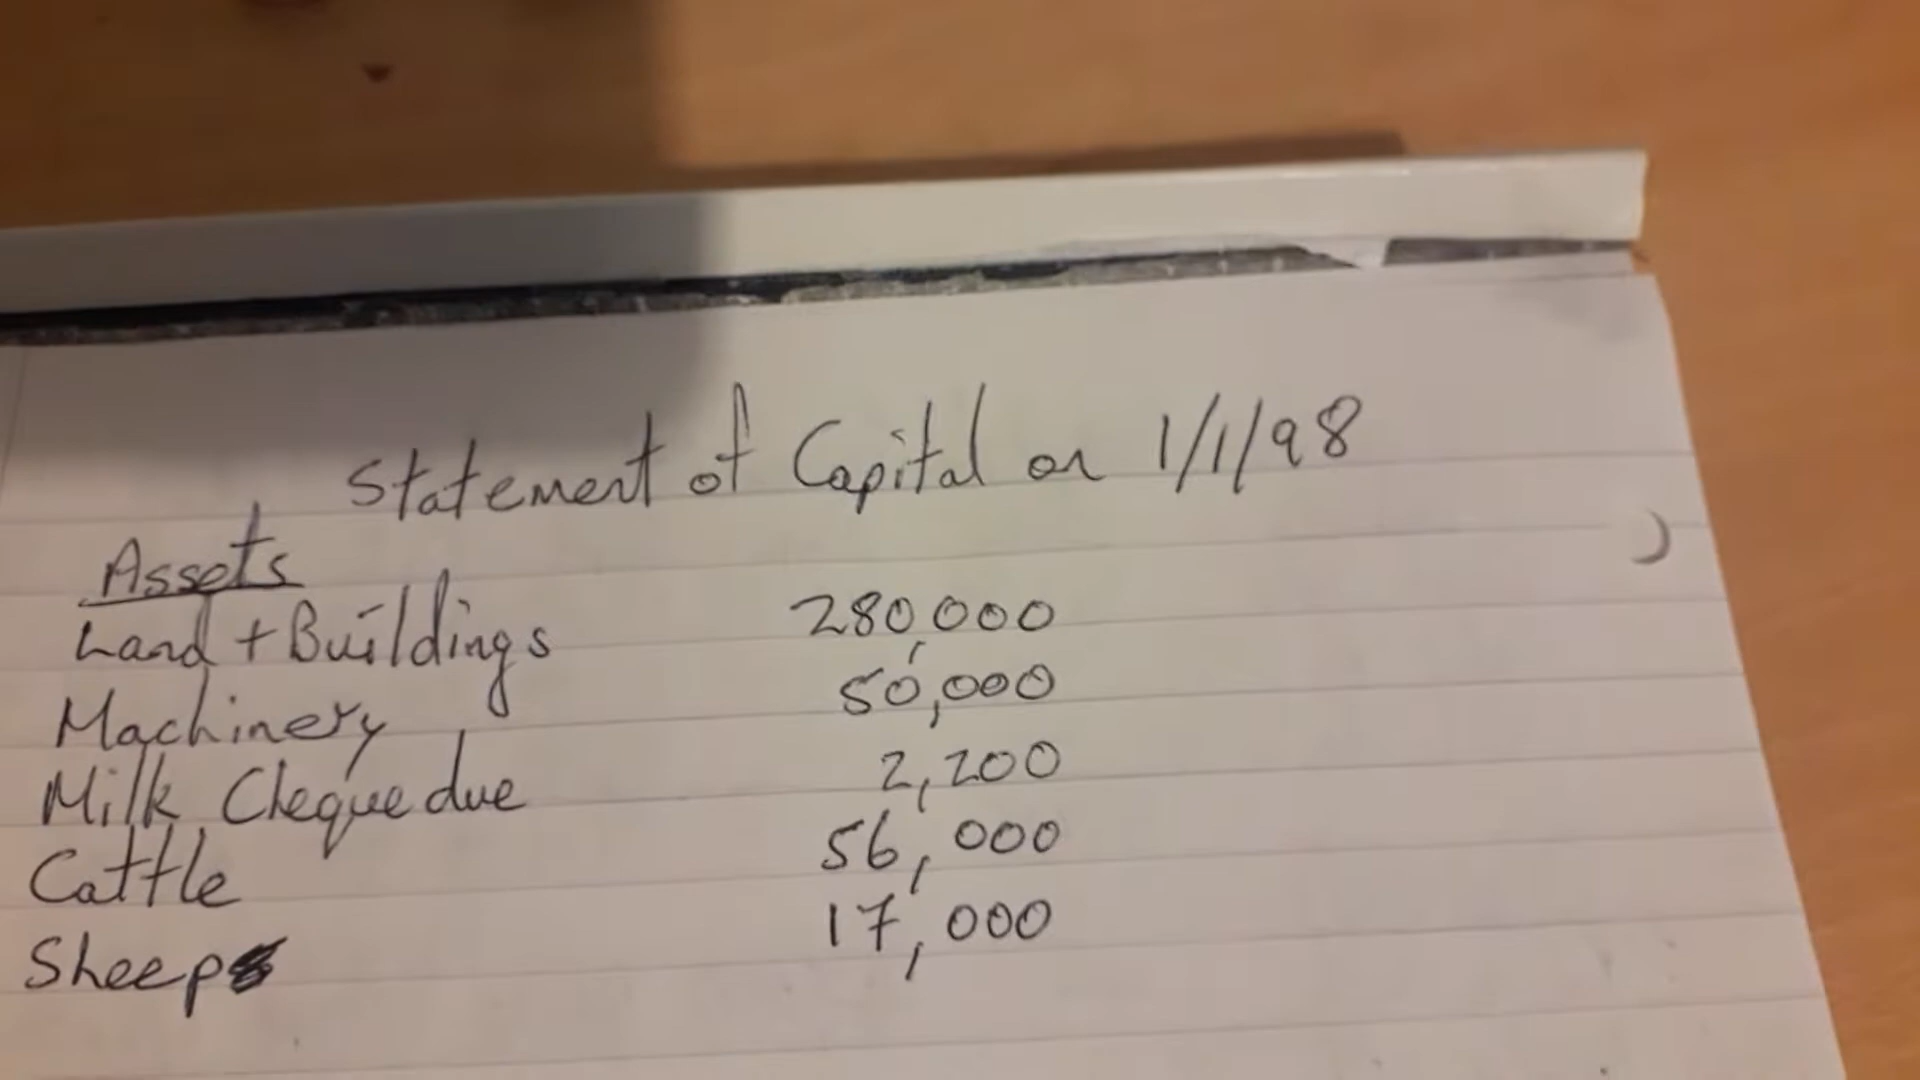 Statement of Capital on 1/1/98
Assets
Land + Buildings 280,000
Machinery 50,000
Milk Cheque due 2,200
Cattle 56,000
Sheep 17,000